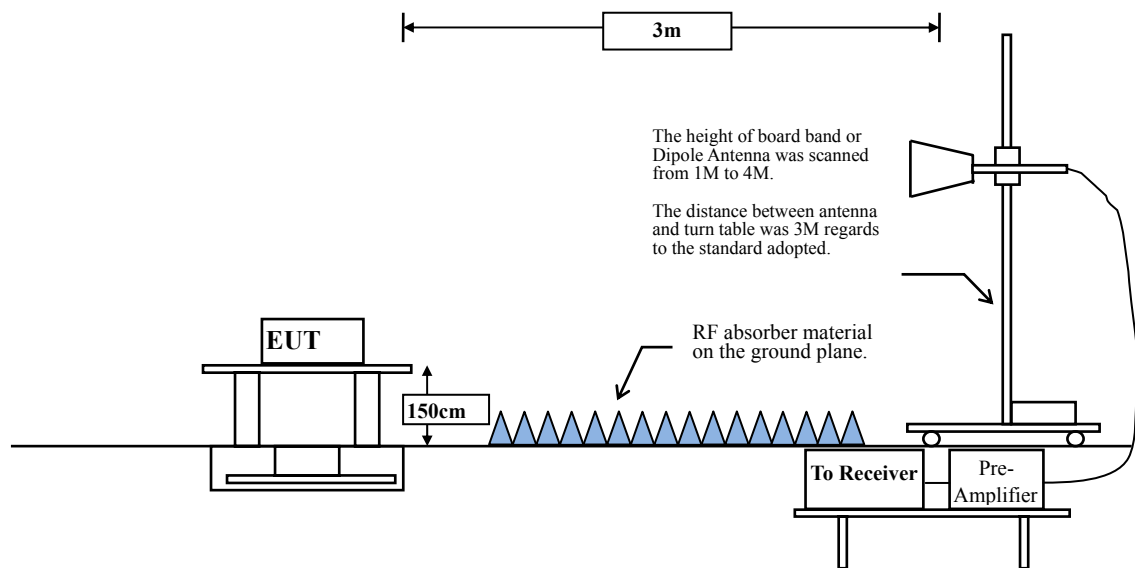 3m
The height of board band or
Dipole Antenna was scanned
from 1M to 4M.
The distance between antenna
and turn table was 3M regards
to the standard adopted.
EUT
RF absorber material
on the ground plane.
150cm
To Receiver
Pre-
Amplifier